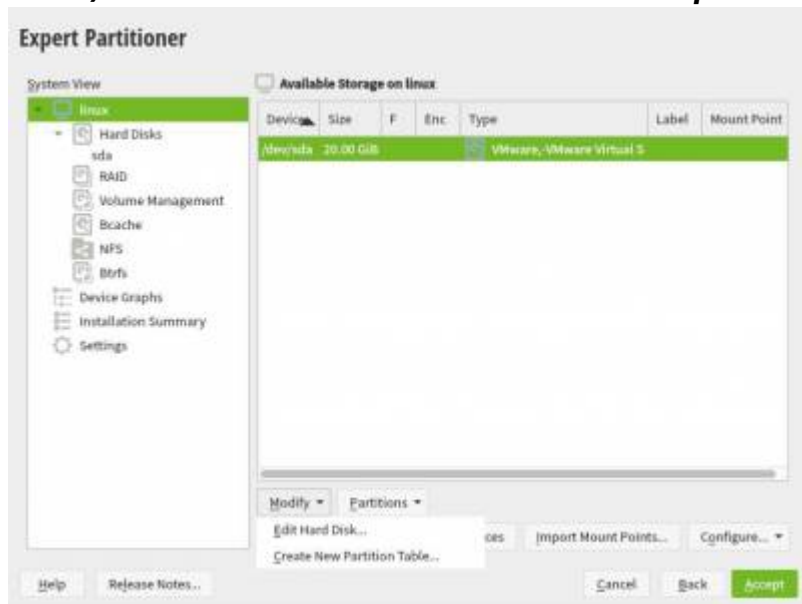 Expert Partitioner
System View
Available Storage on linux
linux
Hard Disks
sda
RAID
Volume Management
Bcache
NFS
Btrfs
Device Graphs
Installation Summary
Settings
Device Size F Enc Type Label Mount Point
/dev/sda 20.00 GiB VMware,-VMware Virtual S
Modify Partitions
Edit Hard Disk...
Create New Partition Table...
ces Import Mount Points... Configure...
Help Release Notes... Cancel Back Accept